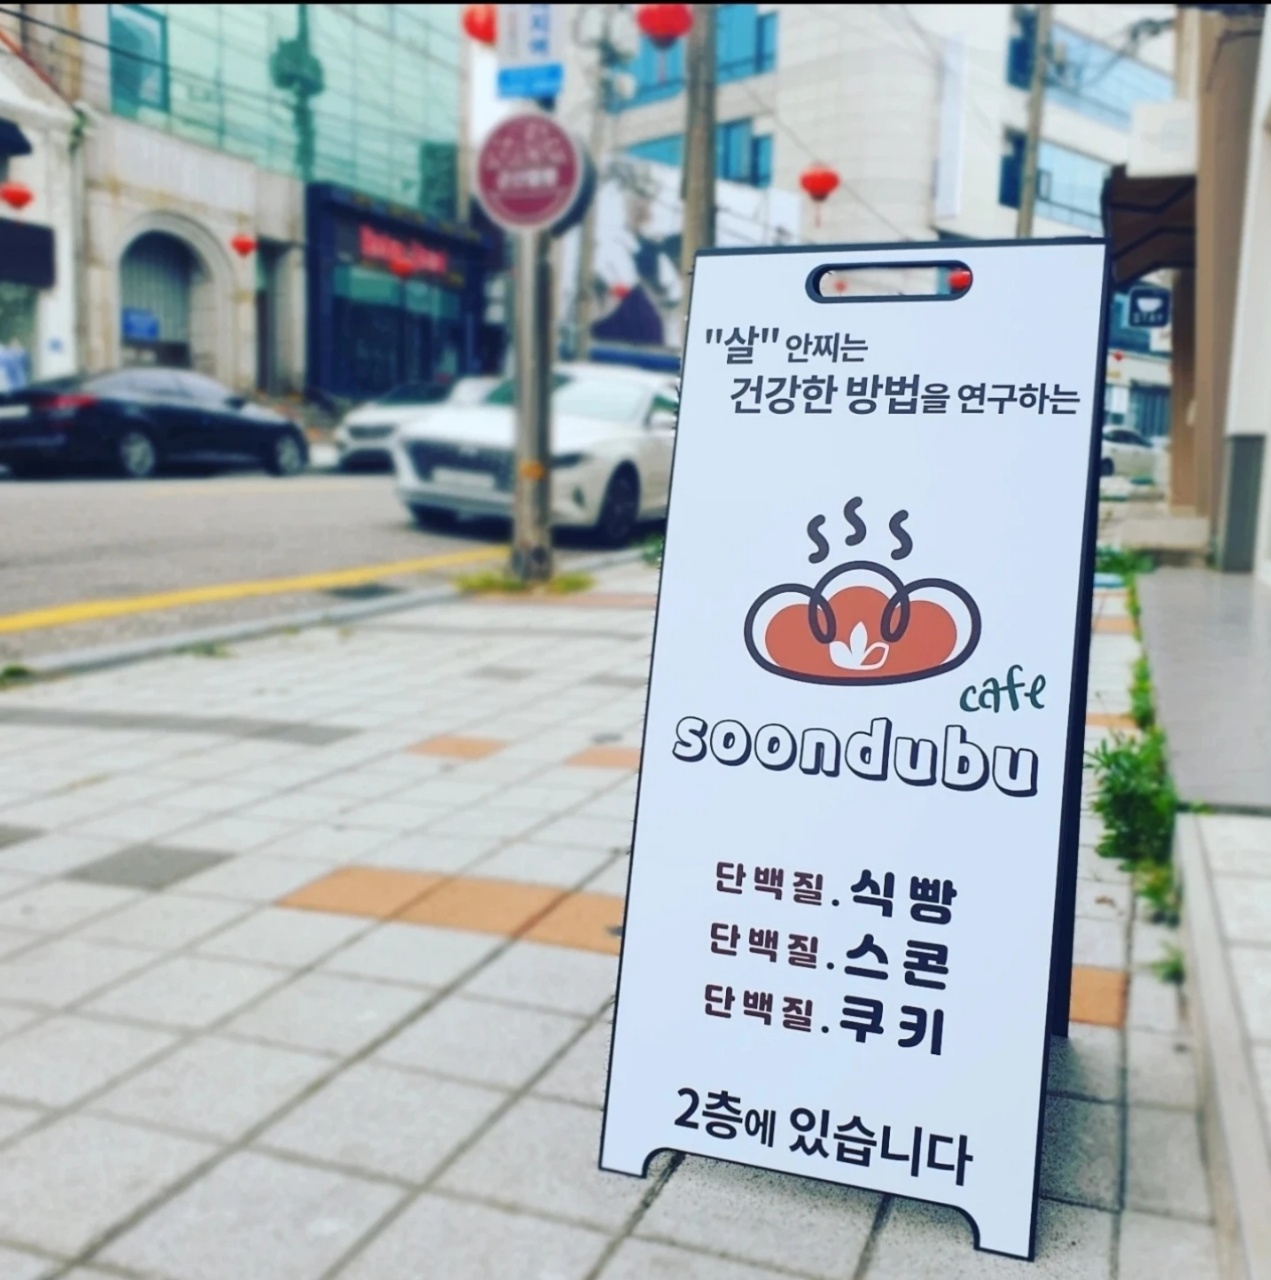 "살" 안찌는
건강한 방법을 연구하는
cafe
soondubu
단백질.식빵
단백질.스콘
단백질.쿠키
2층에 있습니다
STAY